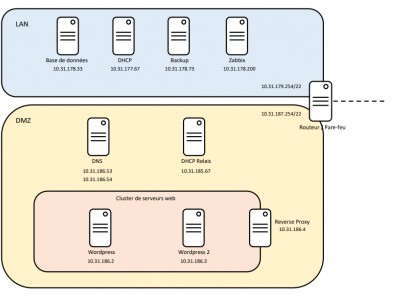 LAN
Base de données
10.31.178.33
DHCP
10.31.177.67
Backup
10.31.178.73
Zabbix
10.31.178.200
10.31.179.254/22
10.31.187.254/22
Routeur / Pare-feu
DMZ
DNS
10.31.186.53
10.31.186.54
DHCP Relais
10.31.185.67
Cluster de serveurs web
Wordpress
10.31.186.2
Wordpress 2
10.31.186.3
Reverse Proxy
10.31.186.4